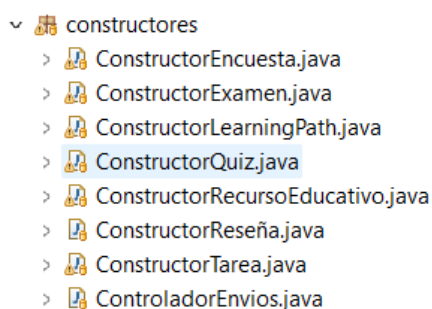 constructores
ConstructorEncuesta.java
ConstructorExamen.java
ConstructorLearningPath.java
ConstructorQuiz.java
ConstructorRecursoEducativo.java
ConstructorReseña.java
ConstructorTarea.java
ControladorEnvios.java